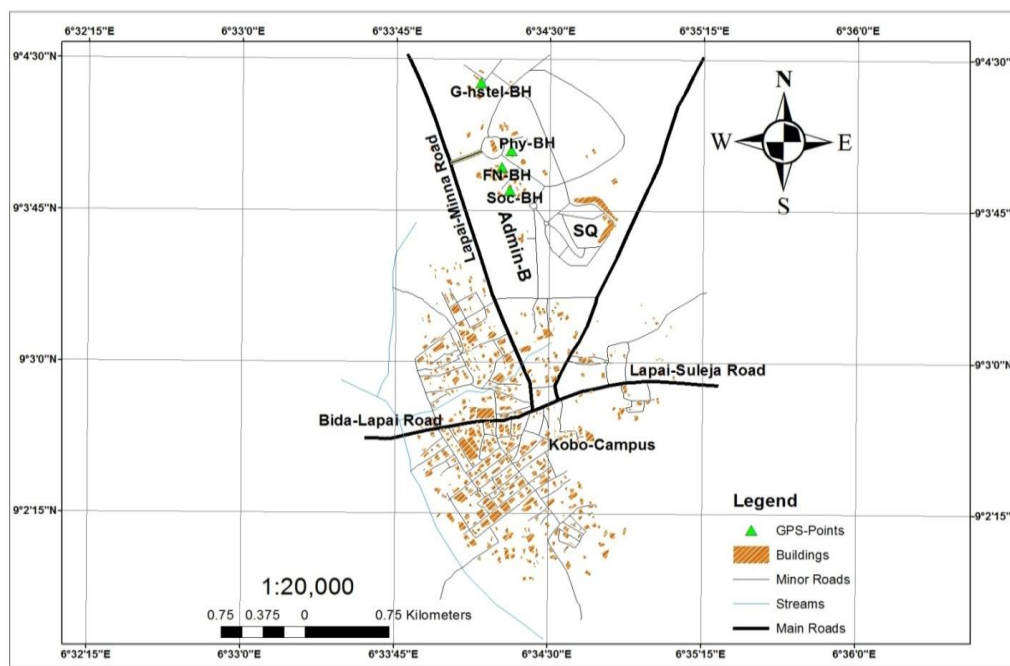 6°32'15"E 6°33'0"E 6°33'45"E 6°34'30"E 6°35'15"E 6°36'0"E
9°4'30"N 9°4'30"N
G-hstel-BH
N
W E
S
Phy-BH
FN-BH
Soc-BH
Lapai-Minna Road
Admin-B
SQ
9°3'45"N 9°3'45"N
9°3'0"N 9°3'0"N
Lapai-Suleja Road
Bida-Lapai Road
Kobo-Campus
9°2'15"N 9°2'15"N
Legend
GPS-Points
Buildings
Minor Roads
Streams
Main Roads
1:20,000
0.75 0.375 0 0.75 Kilometers
6°32'15"E 6°33'0"E 6°33'45"E 6°34'30"E 6°35'15"E 6°36'0"E